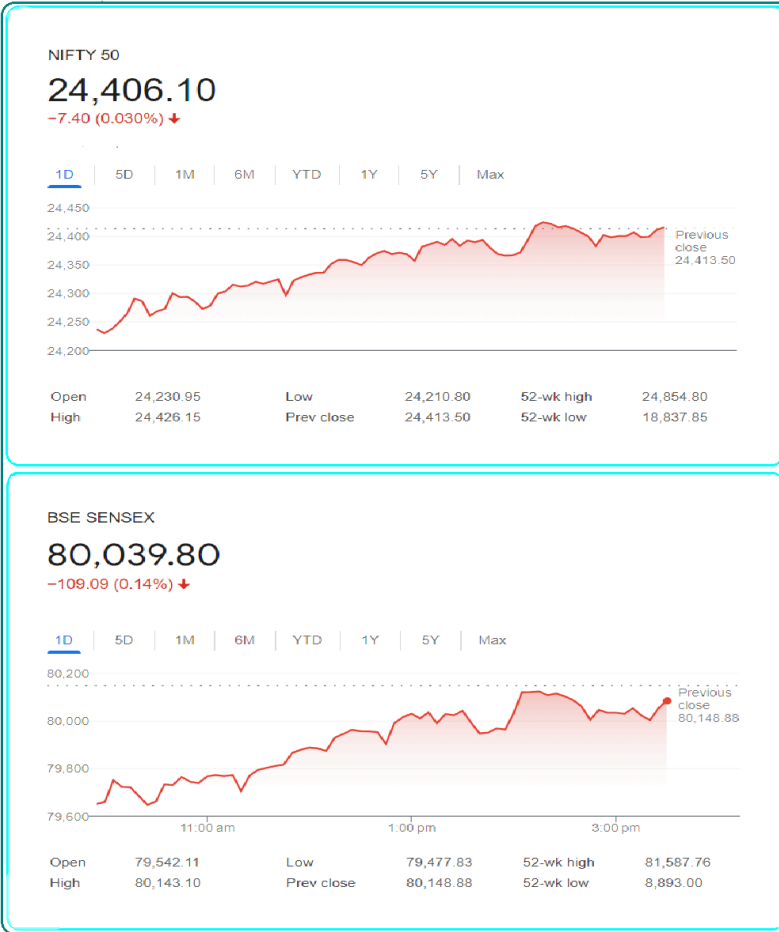 NIFTY 50
24,406.10
−7.40 (0.030%) ↓
1D 5D 1M 6M YTD 1Y 5Y Max
24,450
24,400
24,350
24,300
24,250
24,200
Previous
close
24,413.50
Open 24,230.95 Low 24,210.80 52-wk high 24,854.80
High 24,426.15 Prev close 24,413.50 52-wk low 18,837.85
BSE SENSEX
80,039.80
−109.09 (0.14%) ↓
1D 5D 1M 6M YTD 1Y 5Y Max
80,200
80,000
79,800
79,600
Previous
close
80,148.88
11:00 am 1:00 pm 3:00 pm
Open 79,542.11 Low 79,477.83 52-wk high 81,587.76
High 80,143.10 Prev close 80,148.88 52-wk low 8,893.00